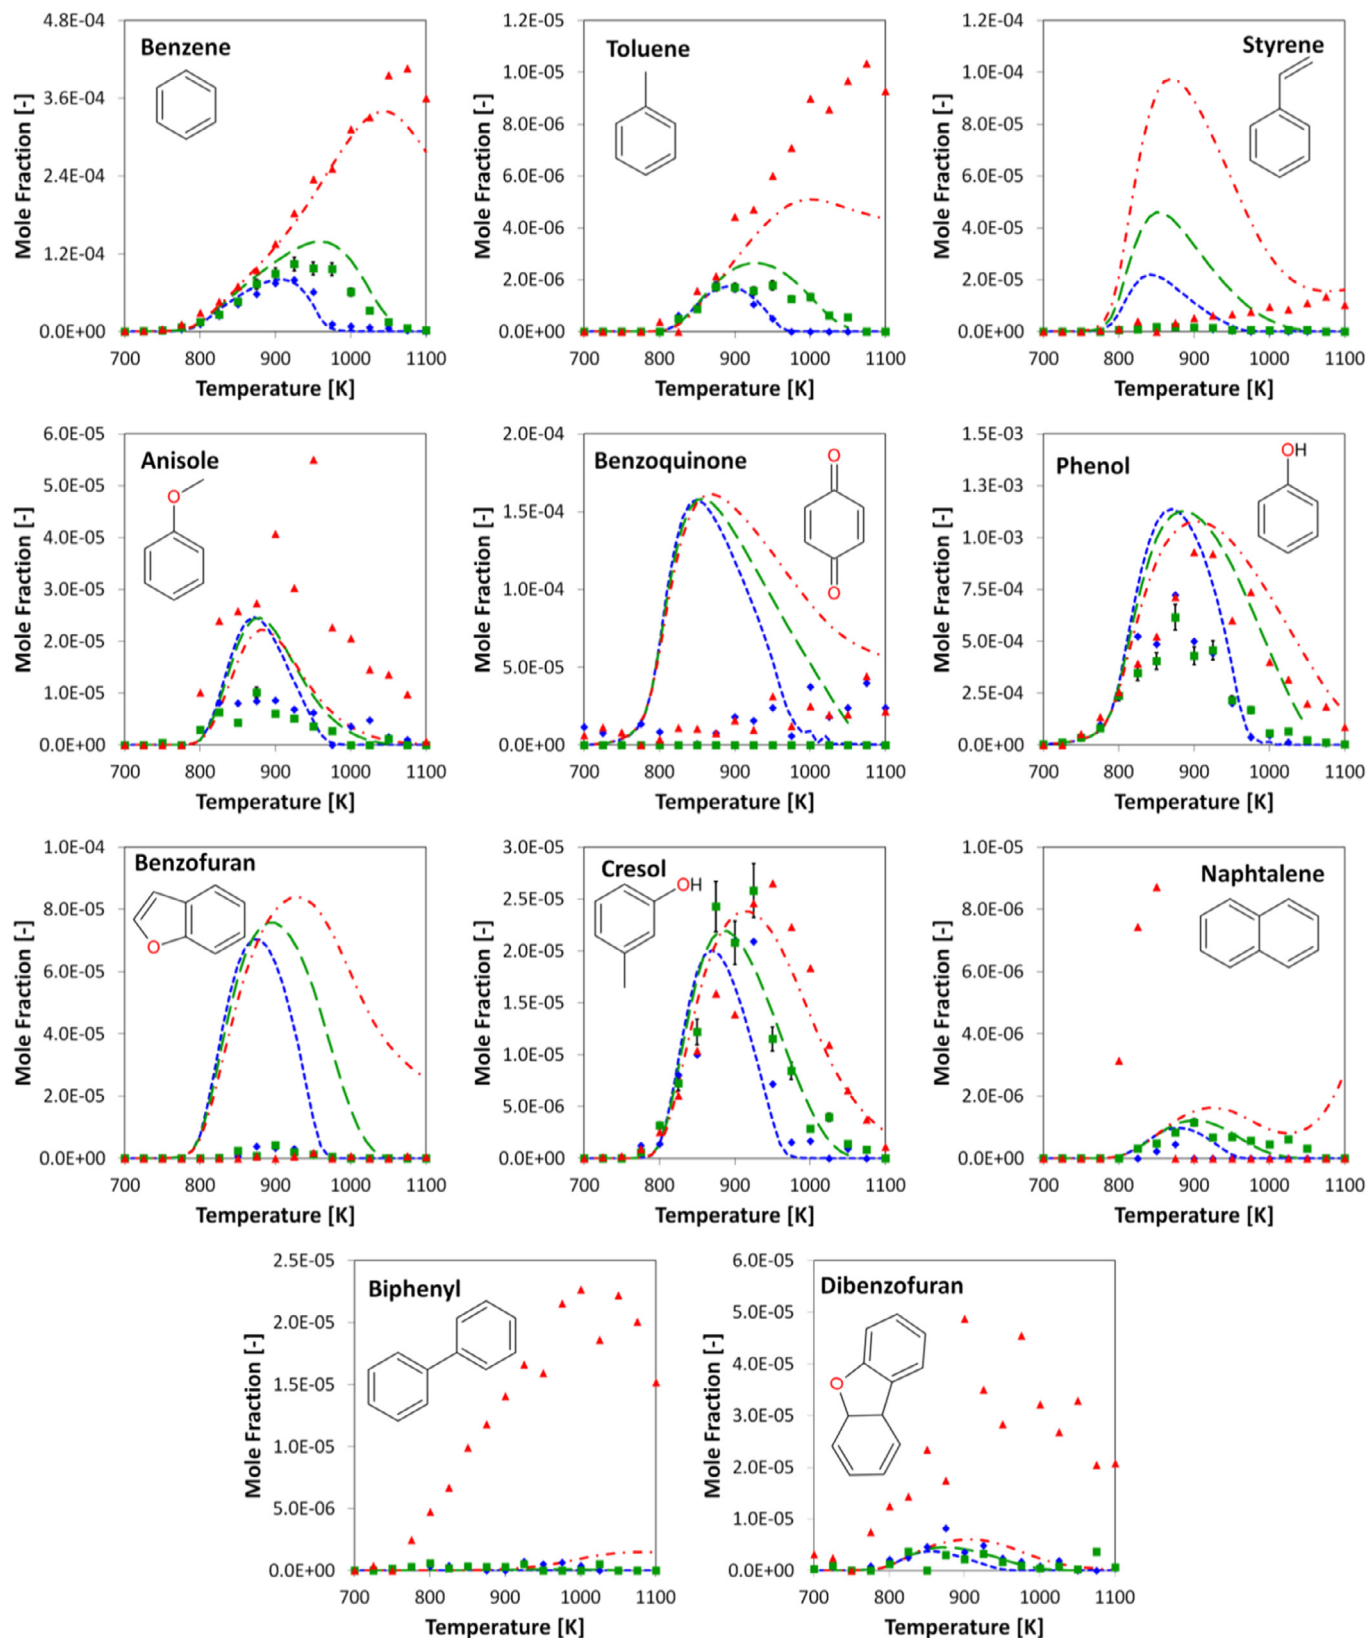 Benzene
Mole Fraction [-]
4.8E-04
3.6E-04
2.4E-04
1.2E-04
0.0E+00
700 800 900 1000 1100
Temperature [K]
Toluene
Mole Fraction [-]
1.2E-05
1.0E-05
8.0E-06
6.0E-06
4.0E-06
2.0E-06
0.0E+00
700 800 900 1000 1100
Temperature [K]
Styrene
Mole Fraction [-]
1.2E-04
1.0E-04
8.0E-05
6.0E-05
4.0E-05
2.0E-05
0.0E+00
700 800 900 1000 1100
Temperature [K]
Anisole
O
Mole Fraction [-]
6.0E-05
5.0E-05
4.0E-05
3.0E-05
2.0E-05
1.0E-05
0.0E+00
700 800 900 1000 1100
Temperature [K]
Benzoquinone
O
O
Mole Fraction [-]
2.0E-04
1.5E-04
1.0E-04
5.0E-05
0.0E+00
700 800 900 1000 1100
Temperature [K]
Phenol
OH
Mole Fraction [-]
1.5E-03
1.3E-03
1.0E-03
7.5E-04
5.0E-04
2.5E-04
0.0E+00
700 800 900 1000 1100
Temperature [K]
Benzofuran
O
Mole Fraction [-]
1.0E-04
8.0E-05
6.0E-05
4.0E-05
2.0E-05
0.0E+00
700 800 900 1000 1100
Temperature [K]
Cresol
OH
Mole Fraction [-]
3.0E-05
2.5E-05
2.0E-05
1.5E-05
1.0E-05
5.0E-06
0.0E+00
700 800 900 1000 1100
Temperature [K]
Naphtalene
Mole Fraction [-]
1.0E-05
8.0E-06
6.0E-06
4.0E-06
2.0E-06
0.0E+00
700 800 900 1000 1100
Temperature [K]
Biphenyl
Mole Fraction [-]
2.5E-05
2.0E-05
1.5E-05
1.0E-05
5.0E-06
0.0E+00
700 800 900 1000 1100
Temperature [K]
Dibenzofuran
O
Mole Fraction [-]
6.0E-05
5.0E-05
4.0E-05
3.0E-05
2.0E-05
1.0E-05
0.0E+00
700 800 900 1000 1100
Temperature [K]